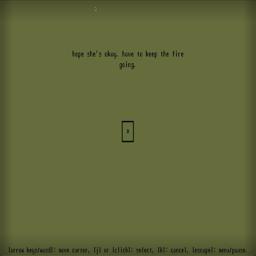 hope she's okay. have to keep the fire
going.
x
[arrow keys/wasd]: move cursor, [j] or [click]: select, [k]: cancel, [escape]: menu/pause